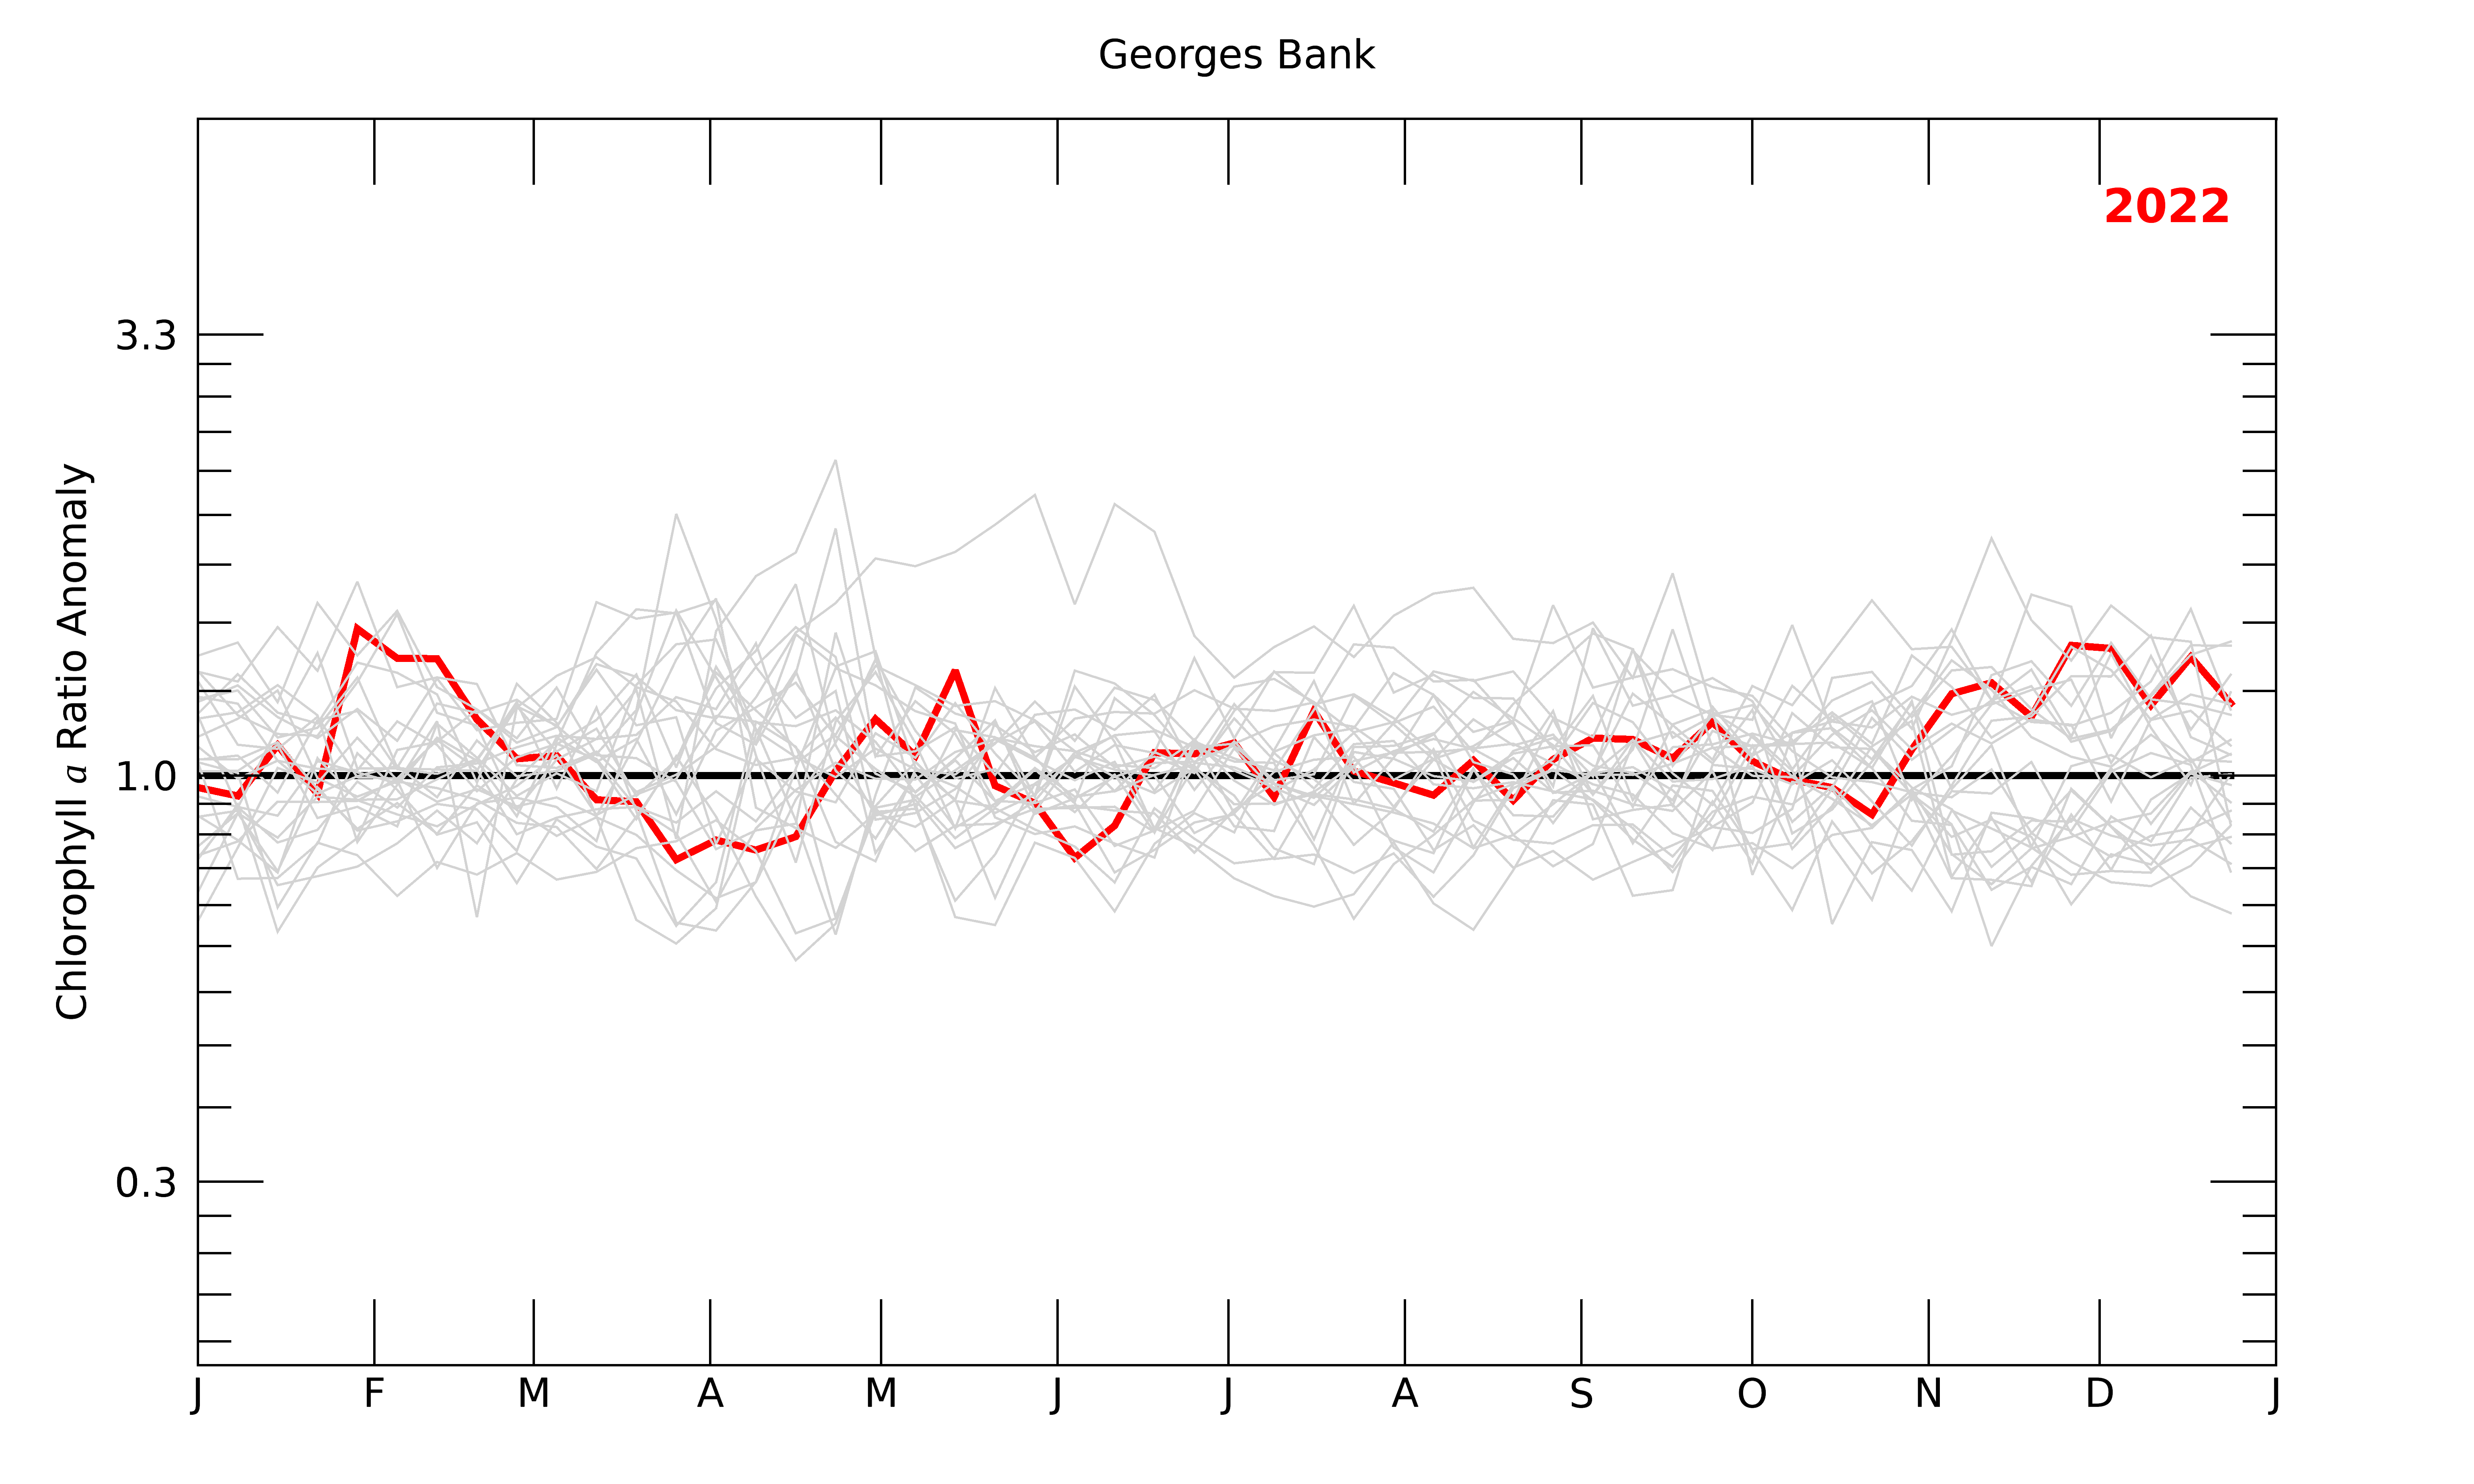 Georges Bank
2022
3.3
1.0
0.3
Chlorophyll a Ratio Anomaly
J F M A M J J A S O N D J